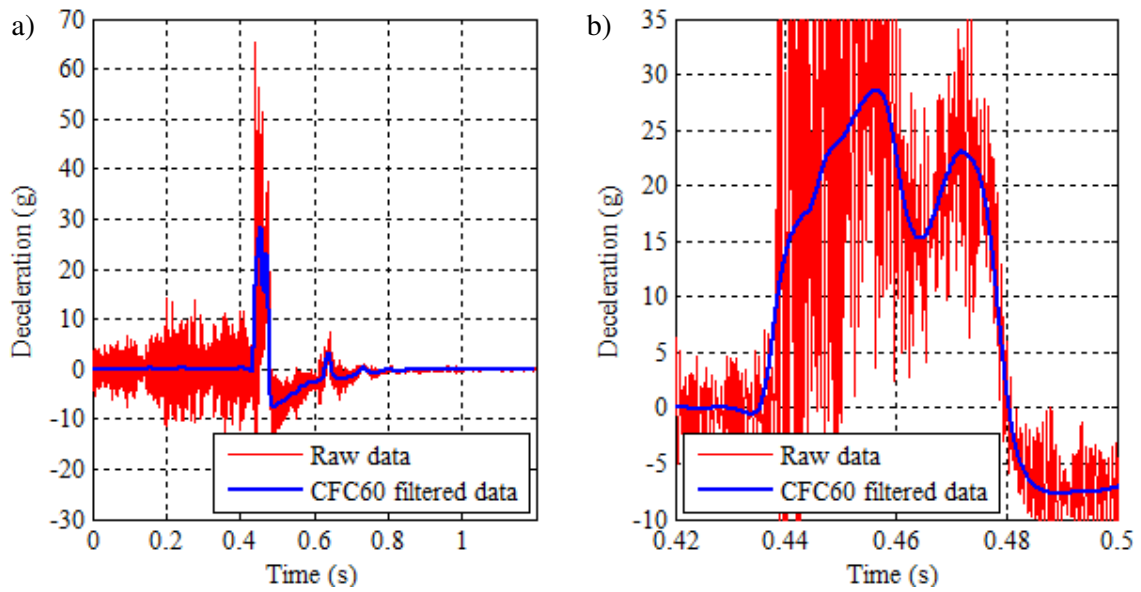 a)
70
60
50
40
30
20
10
0
-10
-20
-30
Deceleration (g)
Raw data
CFC60 filtered data
0 0.2 0.4 0.6 0.8 1
Time (s)
b)
35
30
25
20
15
10
5
0
-5
-10
Deceleration (g)
Raw data
CFC60 filtered data
0.42 0.44 0.46 0.48 0.5
Time (s)